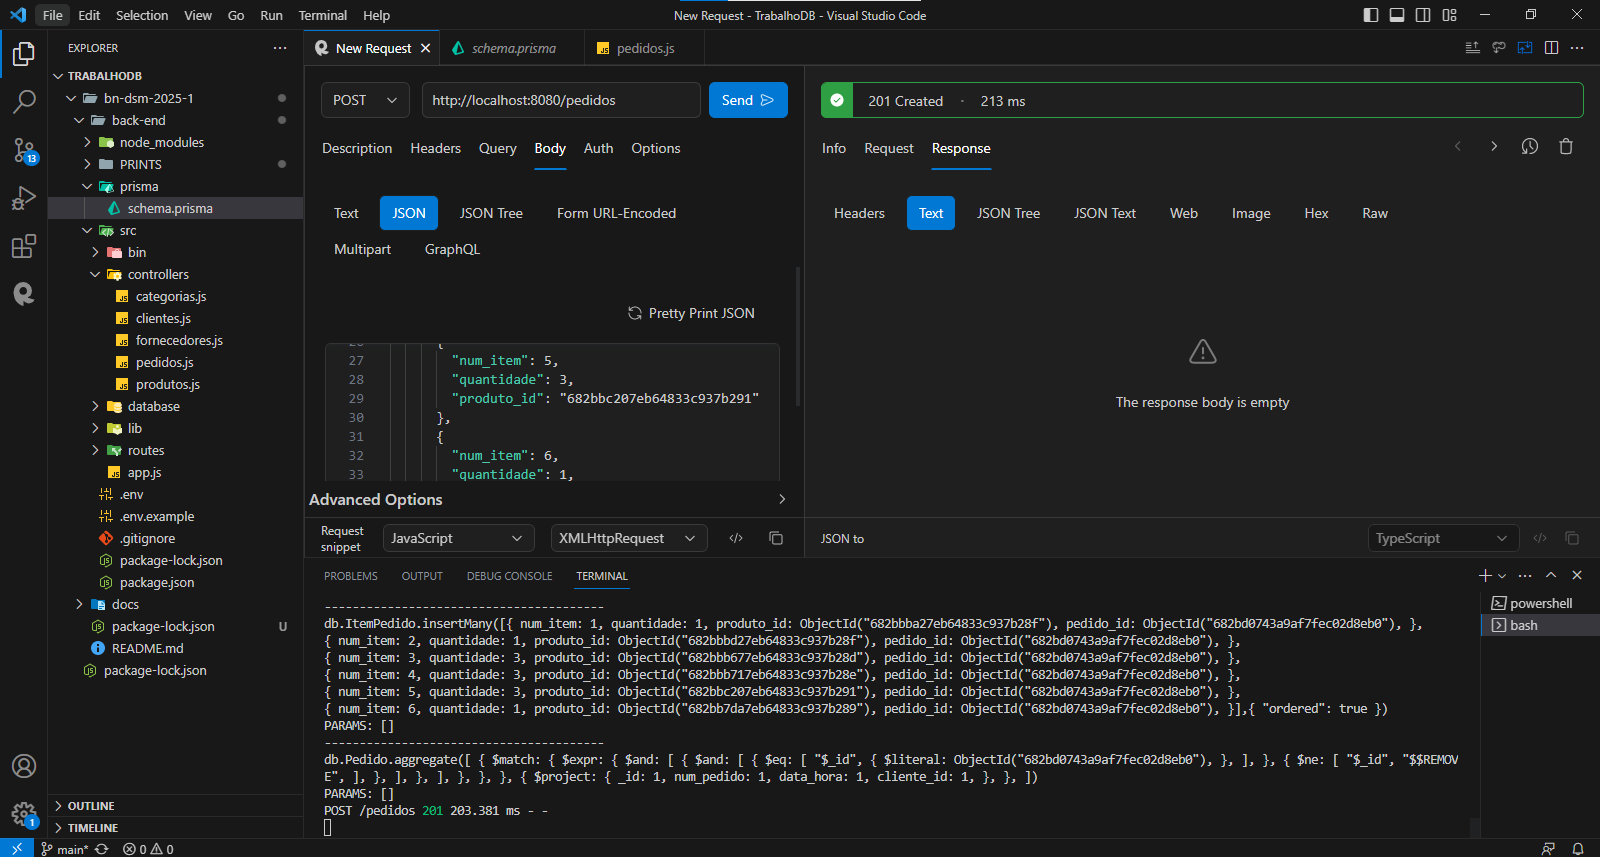 File Edit Selection View Go Run Terminal Help
New Request - TrabalhoDB - Visual Studio Code
EXPLORER
TRABALHODB
bn-dsm-2025-1
back-end
node_modules
PRINTS
prisma
schema.prisma
src
bin
controllers
categorias.js
clientes.js
fornecedores.js
pedidos.js
produtos.js
database
lib
routes
app.js
.env
.env.example
.gitignore
package-lock.json
package.json
docs
package-lock.json U
README.md
package-lock.json
OUTLINE
TIMELINE
13
1
New Request schema.prisma JS pedidos.js
POST http://localhost:8080/pedidos Send
Description Headers Query Body Auth Options
Text JSON JSON Tree Form URL-Encoded
Multipart GraphQL
Pretty Print JSON
26 {
27 "num_item": 5,
28 "quantidade": 3,
29 "produto_id": "682bbc207eb64833c937b291"
30 },
31 {
32 "num_item": 6,
33 "quantidade": 1,
Advanced Options
Request snippet JavaScript XMLHttpRequest
201 Created - 213 ms
Info Request Response
Headers Text JSON Tree JSON Text Web Image Hex Raw
The response body is empty
JSON to TypeScript
PROBLEMS OUTPUT DEBUG CONSOLE TERMINAL
powershell
bash
----------------------------------------
db.ItemPedido.insertMany([{ num_item: 1, quantidade: 1, produto_id: ObjectId("682bbba27eb64833c937b28f"), pedido_id: ObjectId("682bd0743a9af7fec02d8eb0"), },
{ num_item: 2, quantidade: 1, produto_id: ObjectId("682bbbd27eb64833c937b28f"), pedido_id: ObjectId("682bd0743a9af7fec02d8eb0"), },
{ num_item: 3, quantidade: 3, produto_id: ObjectId("682bbb677eb64833c937b28d"), pedido_id: ObjectId("682bd0743a9af7fec02d8eb0"), },
{ num_item: 4, quantidade: 3, produto_id: ObjectId("682bbb717eb64833c937b28e"), pedido_id: ObjectId("682bd0743a9af7fec02d8eb0"), },
{ num_item: 5, quantidade: 3, produto_id: ObjectId("682bbc207eb64833c937b291"), pedido_id: ObjectId("682bd0743a9af7fec02d8eb0"), },
{ num_item: 6, quantidade: 1, produto_id: ObjectId("682bb7da7eb64833c937b289"), pedido_id: ObjectId("682bd0743a9af7fec02d8eb0"), }],{ "ordered": true })
PARAMS: []
----------------------------------------
db.Pedido.aggregate([ { $match: { $expr: { $and: [ { $and: [ { $eq: [ "$_id", { $literal: ObjectId("682bd0743a9af7fec02d8eb0"), }, ], }, { $ne: [ "$_id", "$$REMOV
E", ], }, ], }, ], }, }, }, { $project: { _id: 1, num_pedido: 1, data_hora: 1, cliente_id: 1, }, }, ])
PARAMS: []
POST /pedidos 201 203.381 ms - -
main* 0 0